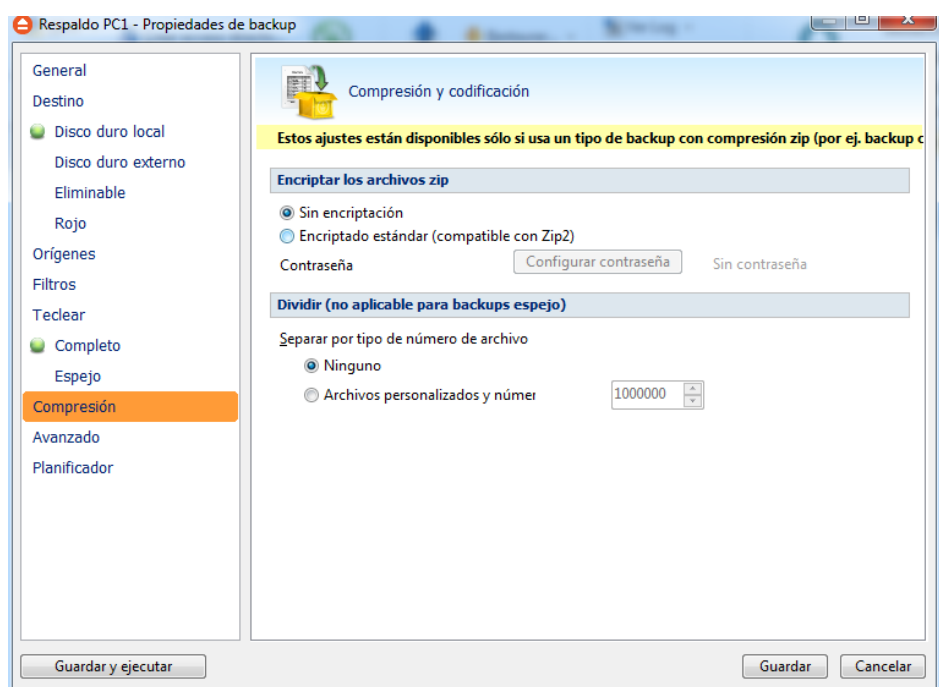 Respaldo PC1 - Propiedades de backup
General
Destino
Disco duro local
Disco duro externo
Eliminable
Rojo
Orígenes
Filtros
Teclear
Completo
Espejo
Compresión
Avanzado
Planificador
Compresión y codificación
Estos ajustes están disponibles sólo si usa un tipo de backup con compresión zip (por ej. backup c
Encriptar los archivos zip
Sin encriptación
Encriptado estándar (compatible con Zip2)
Contraseña Configurar contraseña Sin contraseña
Dividir (no aplicable para backups espejo)
Separar por tipo de número de archivo
Ninguno
Archivos personalizados y númer 1000000
Guardar y ejecutar Guardar Cancelar